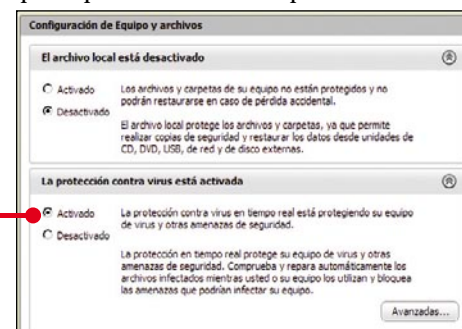 Configuración de Equipo y archivos
El archivo local está desactivado
Activado
Desactivado
Los archivos y carpetas de su equipo no están protegidos y no
podrán restaurarse en caso de pérdida accidental.
El archivo local protege los archivos y carpetas, ya que permite
realizar copias de seguridad y restaurar los datos desde unidades de
CD, DVD, USB, de red y de disco externas.
La protección contra virus está activada
Activado
Desactivado
La protección contra virus en tiempo real está protegiendo su equipo
de virus y otras amenazas de seguridad.
La protección en tiempo real protege su equipo de virus y otras
amenazas de seguridad. Comprueba y repara automáticamente los
archivos infectados mientras usted o su equipo los utilizan y bloquea
las amenazas que podrían infectar su equipo.
Avanzadas...